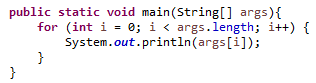 public static void main(String[] args){
    for (int i = 0; i < args.length; i++) {
        System.out.println(args[i]);
    }
}